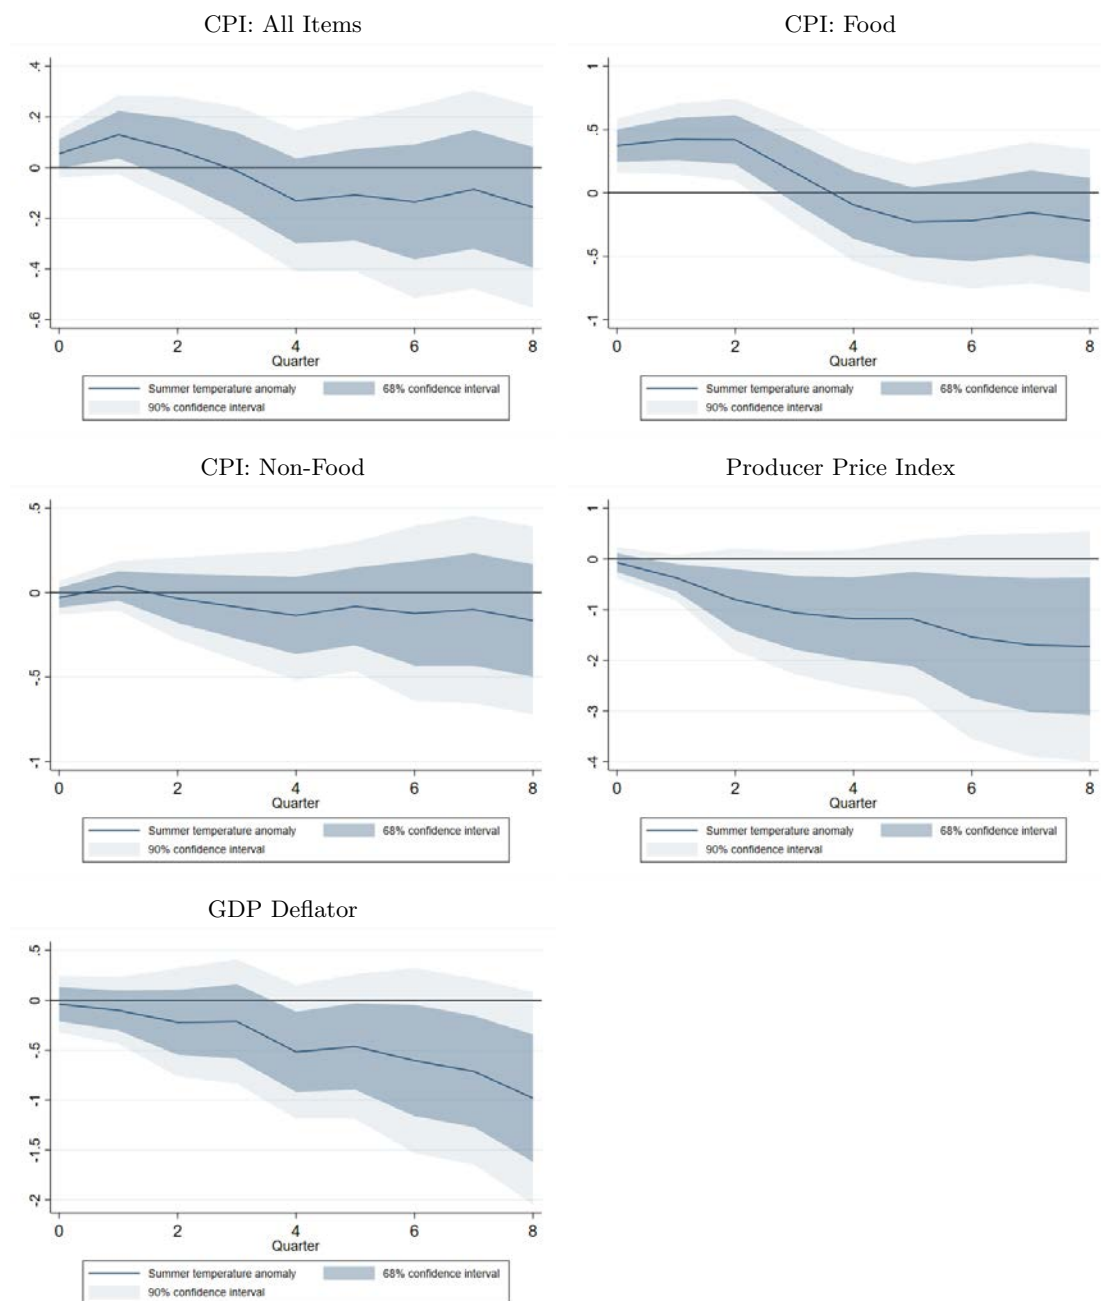 CPI: All Items
.4
.2
0
-.2
-.4
-.6
0 2 4 6 8
Quarter
Summer temperature anomaly 68% confidence interval
90% confidence interval
CPI: Food
1
.5
0
-.5
-1
0 2 4 6 8
Quarter
Summer temperature anomaly 68% confidence interval
90% confidence interval
CPI: Non-Food
.5
0
-.5
-1
0 2 4 6 8
Quarter
Summer temperature anomaly 68% confidence interval
90% confidence interval
Producer Price Index
1
0
-1
-2
-3
-4
0 2 4 6 8
Quarter
Summer temperature anomaly 68% confidence interval
90% confidence interval
GDP Deflator
.5
0
-.5
-1
-1.5
-2
0 2 4 6 8
Quarter
Summer temperature anomaly 68% confidence interval
90% confidence interval